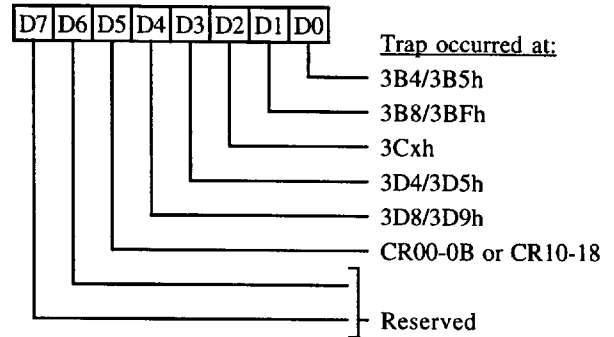 D7 D6 D5 D4 D3 D2 D1 D0
Trap occurred at:
3B4/3B5h
3B8/3BFh
3Cxh
3D4/3D5h
3D8/3D9h
CR00-0B or CR10-18
Reserved